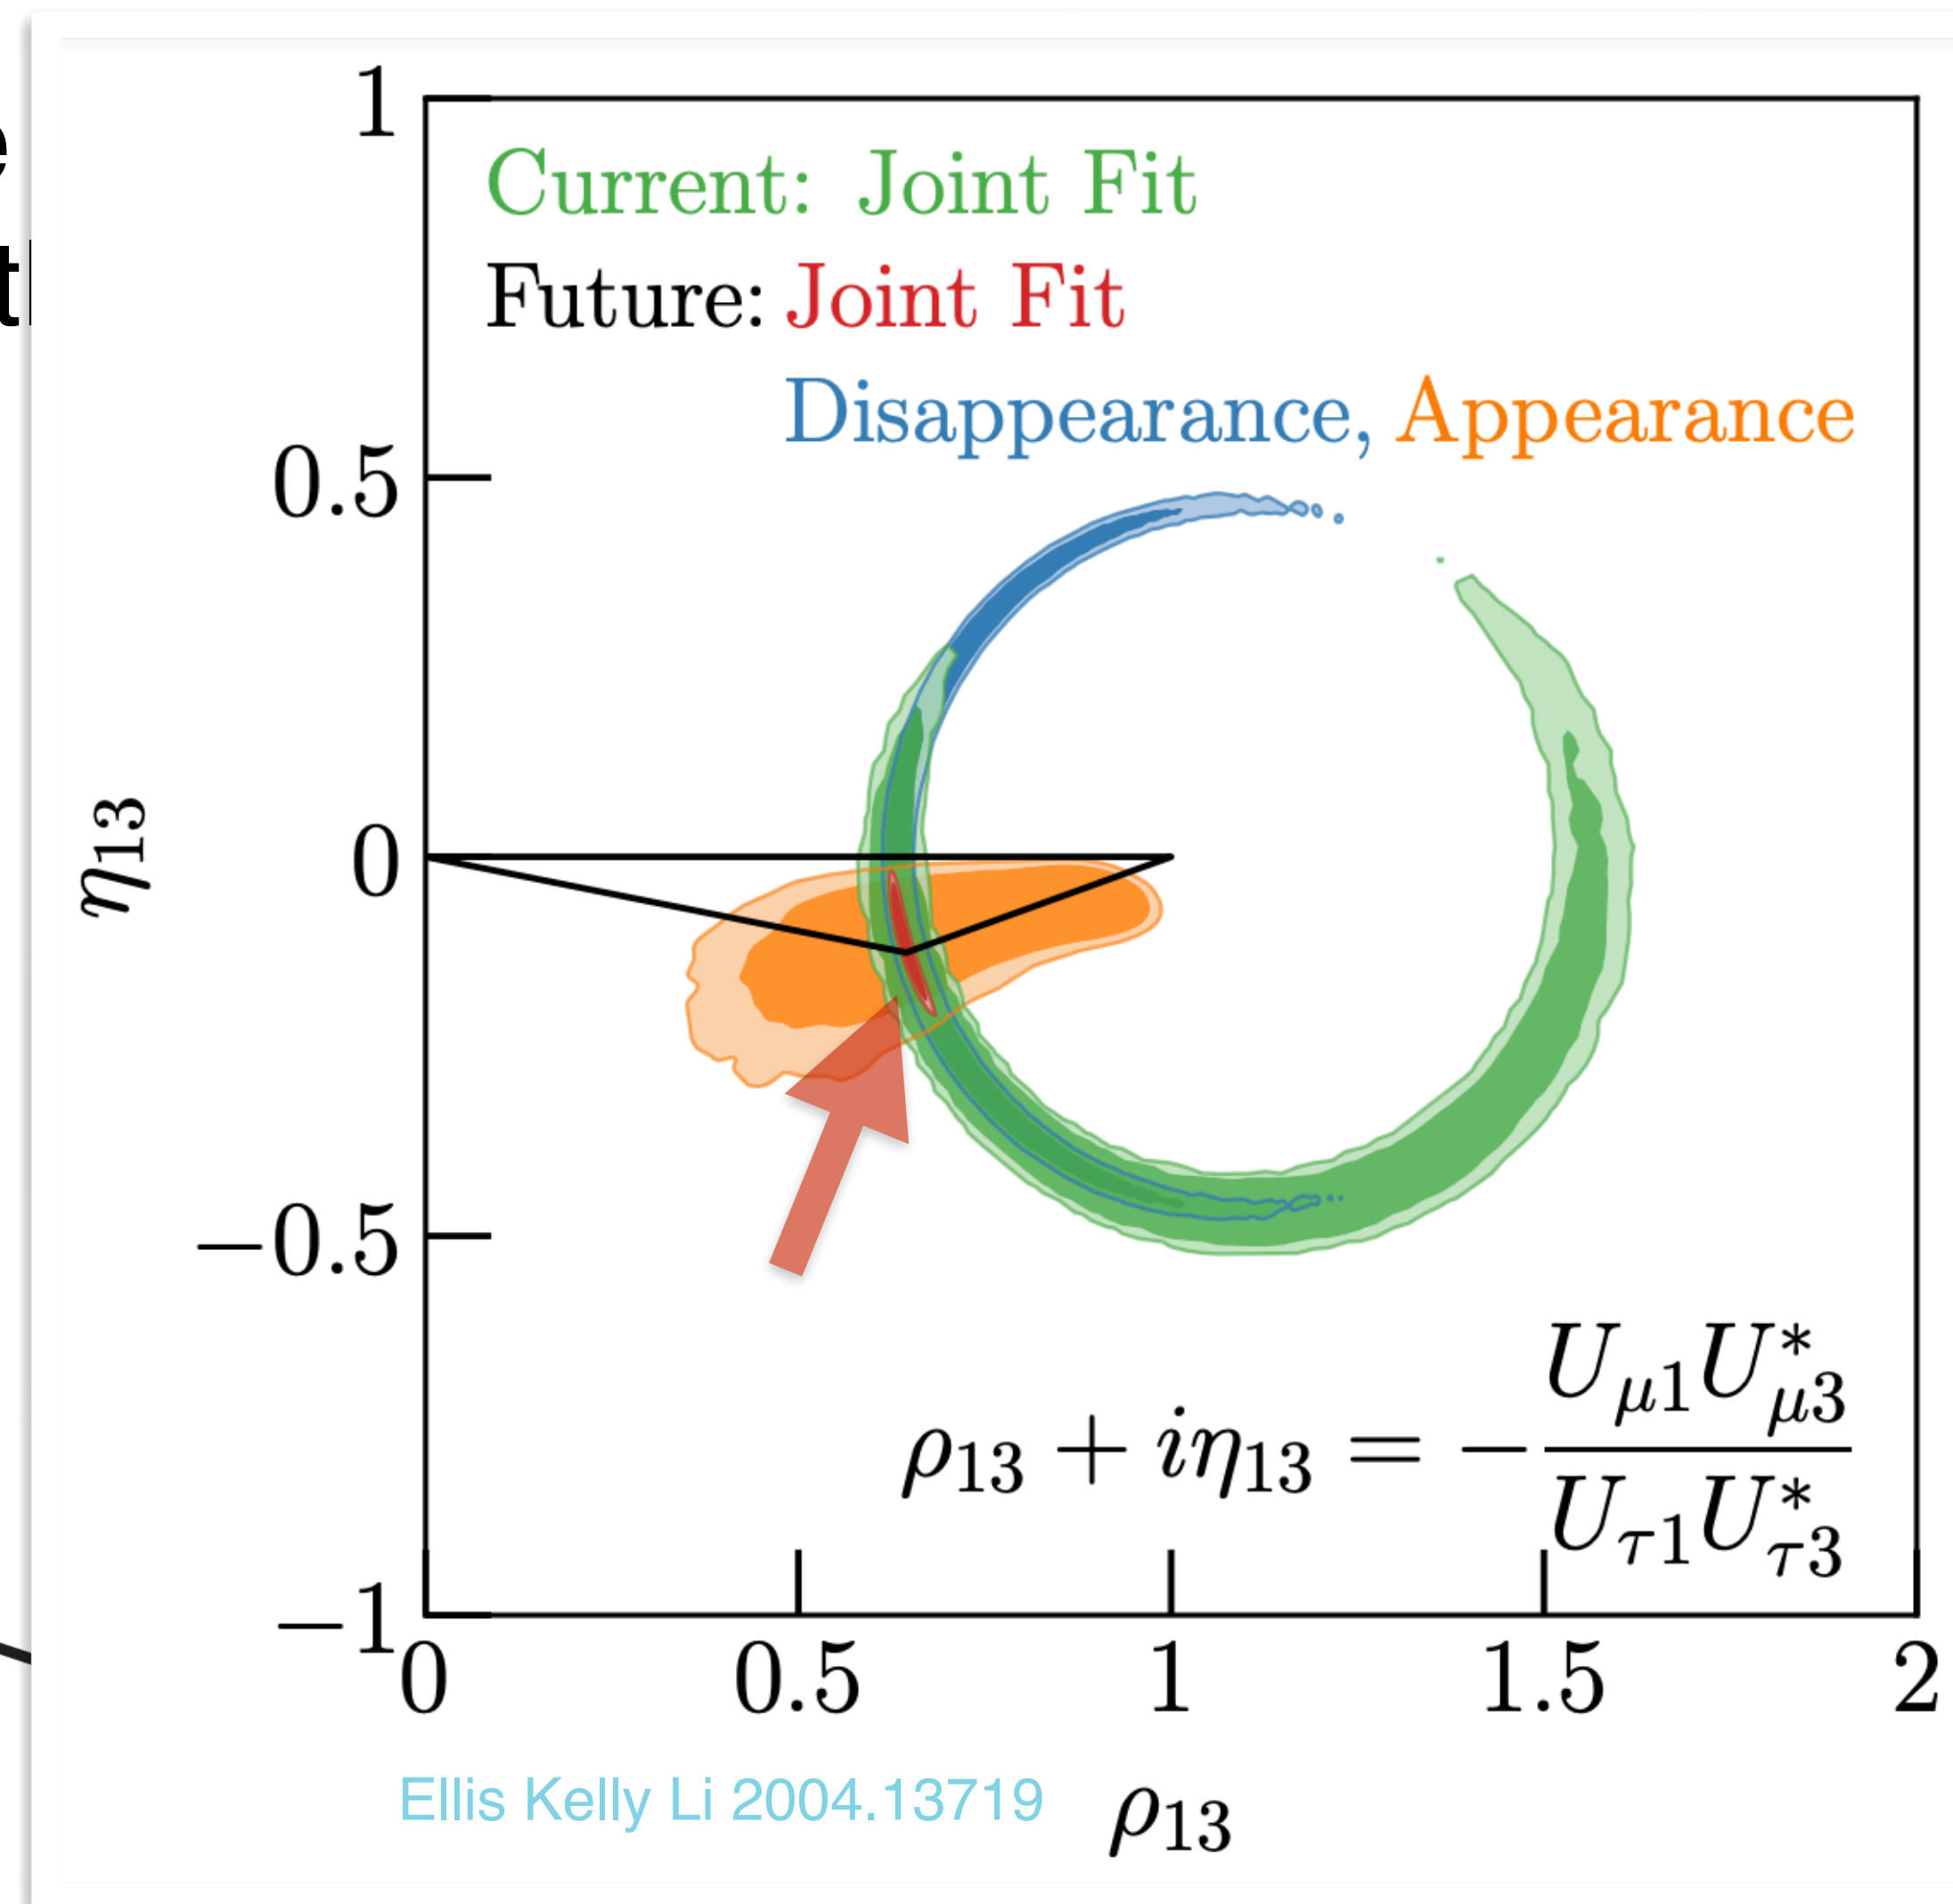 e
t
1
Current: Joint Fit
Future: Joint Fit
Disappearance, Appearance
0.5
η13
0
−0.5
ρ13 + iη13 = − Uμ1U*μ3 / Uτ1U*τ3
−1
0 0.5 1 1.5 2
Ellis Kelly Li 2004.13719
ρ13